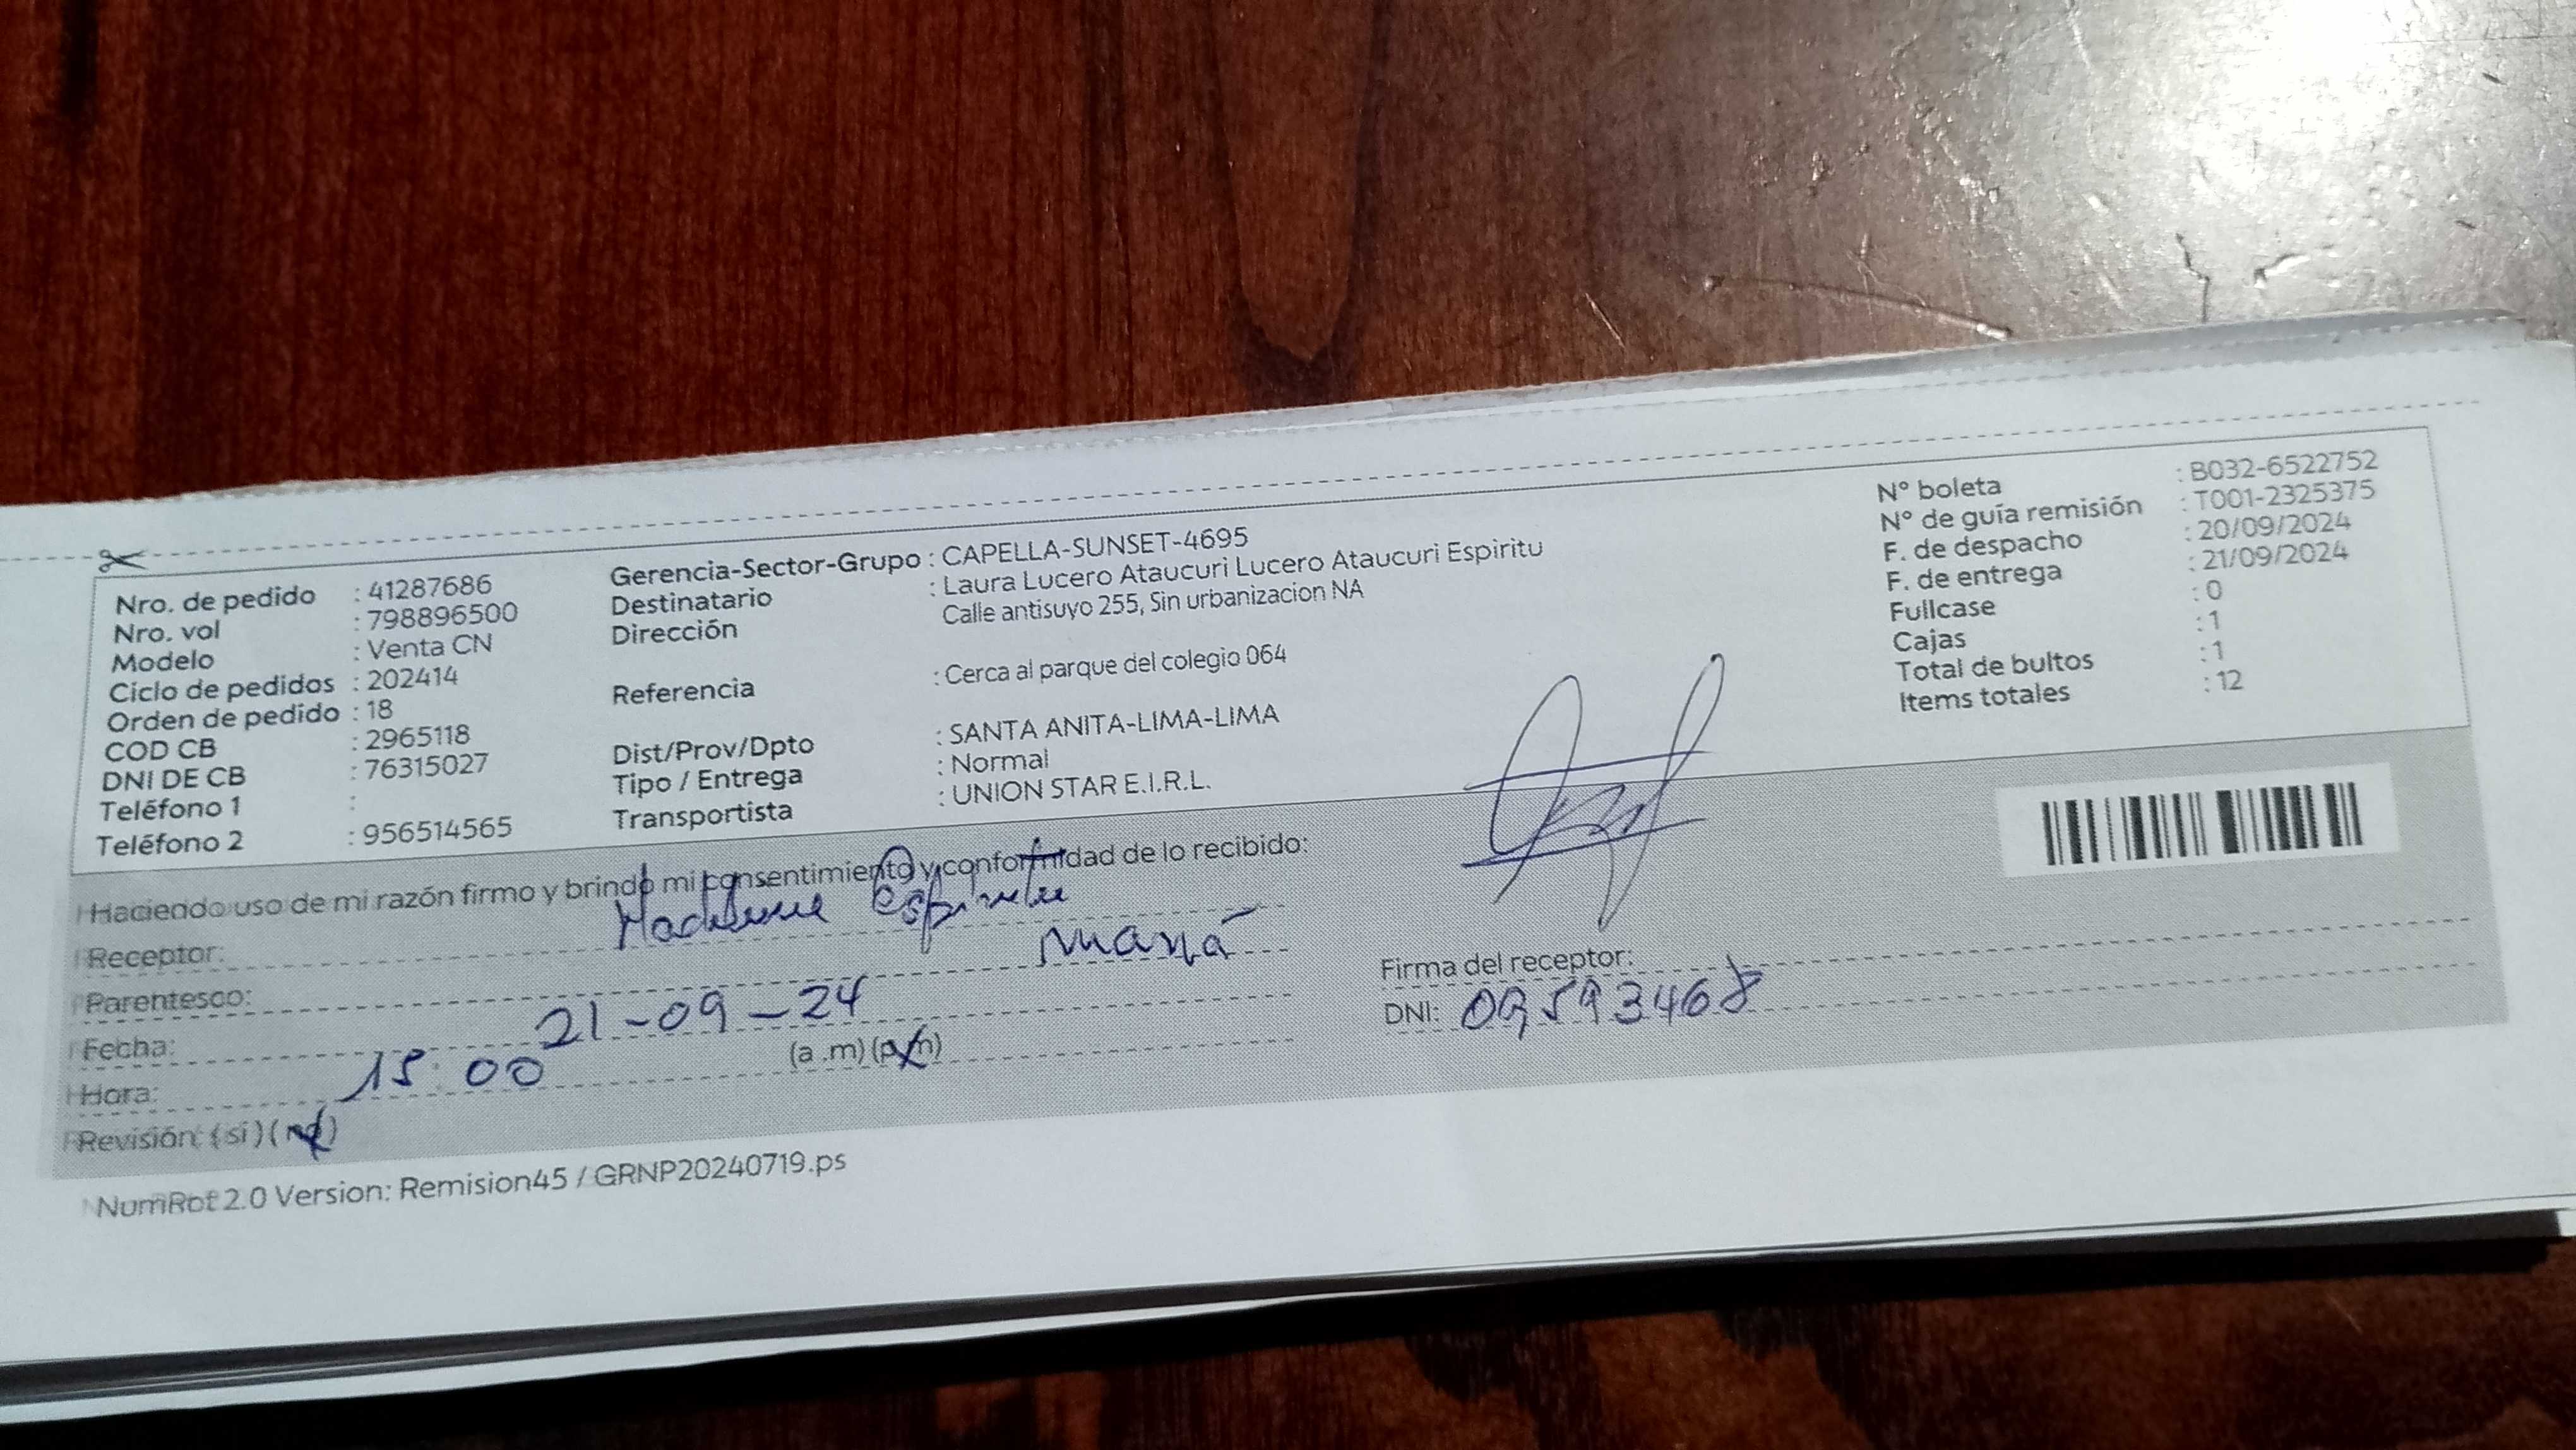 Nro. de pedido : 41287686
Nro. vol : 798896500
Modelo : Venta CN
Ciclo de pedidos : 202414
Orden de pedido : 18
COD CB : 2965118
DNI DE CB : 76315027
Teléfono 1 :
Teléfono 2 : 956514565
Gerencia-Sector-Grupo : CAPELLA-SUNSET-4695
Destinatario : Laura Lucero Ataucuri Lucero Ataucuri Espiritu
Dirección Calle antisuyo 255, Sin urbanizacion NA
Referencia : Cerca al parque del colegio 064
Dist/Prov/Dpto : SANTA ANITA-LIMA-LIMA
Tipo / Entrega : Normal
Transportista : UNION STAR E.I.R.L.
N° boleta : B032-6522752
N° de guía remisión : T001-2325375
F. de despacho : 20/09/2024
F. de entrega : 21/09/2024
Fullcase : 0
Cajas : 1
Total de bultos : 1
Items totales : 12
Haciendo uso de mi razón firmo y brindo mi consentimiento y conformidad de lo recibido:
Receptor: Espiritu
Parentesco: mamá
Fecha: 21-09-24
Hora: 15:00 (a .m) (p.m)
Revisión: (si) (no)
Firma del receptor:
DNI: 09593468
NumRot 2.0 Version: Remision45 / GRNP20240719.ps